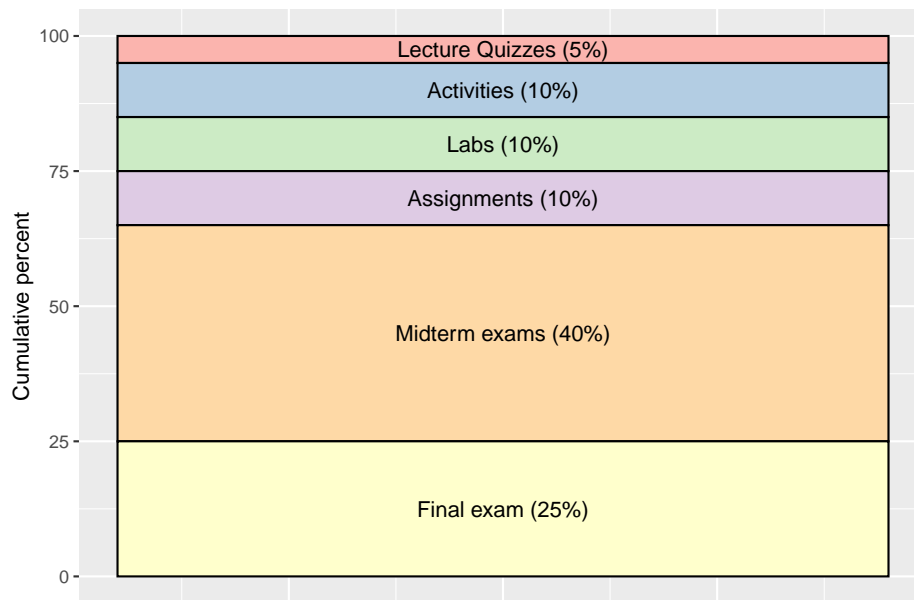 100
Lecture Quizzes (5%)
Activities (10%)
Labs (10%)
75
Assignments (10%)
Cumulative percent
50
Midterm exams (40%)
25
Final exam (25%)
0